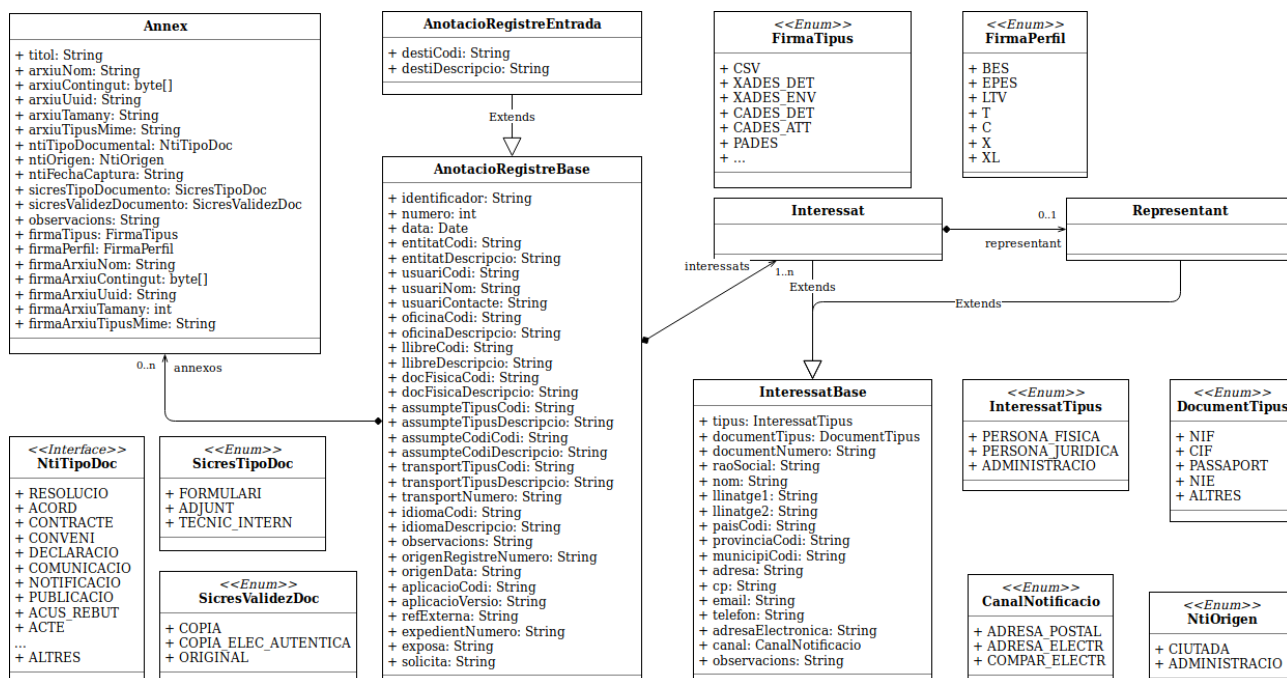 Annex
+ titol: String
+ arxiuNom: String
+ arxiuContingut: byte[]
+ arxiuUuid: String
+ arxiuTamany: String
+ arxiuTipusMime: String
+ ntiTipoDocumental: NtiTipoDoc
+ ntiOrigen: NtiOrigen
+ ntiFechaCaptura: String
+ sicresTipoDocumento: SicresTipoDoc
+ sicresValidezDocumento: SicresValidezDoc
+ observacions: String
+ firmaTipus: FirmaTipus
+ firmaPerfil: FirmaPerfil
+ firmaArxiuNom: String
+ firmaArxiuContingut: byte[]
+ firmaArxiuUuid: String
+ firmaArxiuTamany: int
+ firmaArxiuTipusMime: String
0..n
annexos
AnotacioRegistreEntrada
+ destiCodi: String
+ destiDescripcio: String
Extends
AnotacioRegistreBase
+ identificador: String
+ numero: int
+ data: Date
+ entitatCodi: String
+ entitatDescripcio: String
+ usuariCodi: String
+ usuariNom: String
+ usuariContacte: String
+ oficinaCodi: String
+ oficinaDescripcio: String
+ llibreCodi: String
+ llibreDescripcio: String
+ docFisicaCodi: String
+ docFisicaDescripcio: String
+ assumpteTipusCodi: String
+ assumpteTipusDescripcio: String
+ assumpteCodiCodi: String
+ assumpteCodiDescripcio: String
+ transportTipusCodi: String
+ transportTipusDescripcio: String
+ transportNumero: String
+ idiomaCodi: String
+ idiomaDescripcio: String
+ observacions: String
+ origenRegistreNumero: String
+ origenData: String
+ aplicacioCodi: String
+ aplicacioVersio: String
+ refExterna: String
+ expedientNumero: String
+ exposa: String
+ solicita: String
<<Enum>>
FirmaTipus
+ CSV
+ XADES_DET
+ XADES_ENV
+ CADES_DET
+ CADES_ATT
+ PADES
+ ...
<<Enum>>
FirmaPerfil
+ BES
+ EPES
+ LTV
+ T
+ C
+ X
+ XL
Interessat
0..1
representant
Representant
interessats
1..n
Extends
Extends
<<Interface>>
NtiTipoDoc
+ RESOLUCIO
+ ACORD
+ CONTRACTE
+ CONVENI
+ DECLARACIO
+ COMUNICACIO
+ NOTIFICACIO
+ PUBLICACIO
+ ACUS_REBUT
+ ACTE
...
+ ALTRES
<<Enum>>
SicresTipoDoc
+ FORMULARI
+ ADJUNT
+ TECNIC_INTERN
<<Enum>>
SicresValidezDoc
+ COPIA
+ COPIA_ELEC_AUTENTICA
+ ORIGINAL
InteressatBase
+ tipus: InteressatTipus
+ documentTipus: DocumentTipus
+ documentNumero: String
+ raoSocial: String
+ nom: String
+ llinatge1: String
+ llinatge2: String
+ paisCodi: String
+ provinciaCodi: String
+ municipiCodi: String
+ adresa: String
+ cp: String
+ email: String
+ telefon: String
+ adresaElectronica: String
+ canal: CanalNotificacio
+ observacions: String
<<Enum>>
InteressatTipus
+ PERSONA_FISICA
+ PERSONA_JURIDICA
+ ADMINISTRACIO
<<Enum>>
DocumentTipus
+ NIF
+ CIF
+ PASSAPORT
+ NIE
+ ALTRES
<<Enum>>
CanalNotificacio
+ ADRESA_POSTAL
+ ADRESA_ELECTR
+ COMPAR_ELECTR
<<Enum>>
NtiOrigen
+ CIUTADA
+ ADMINISTRACIO